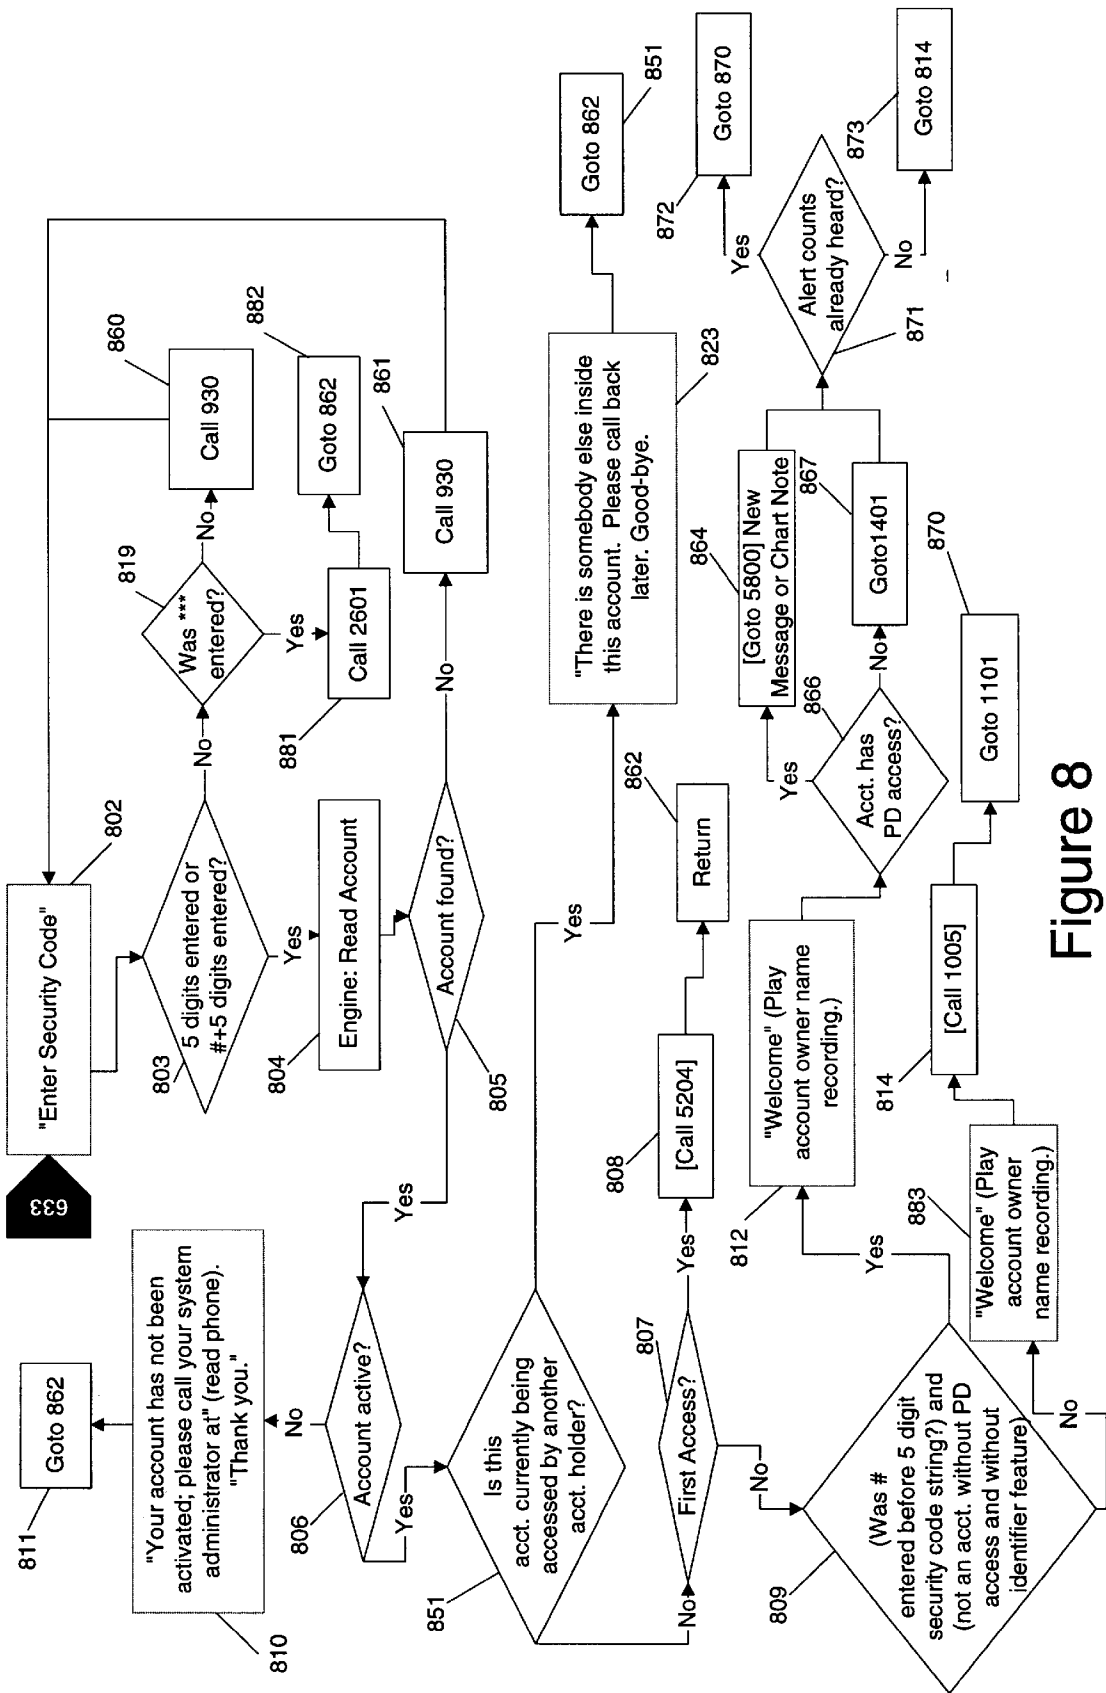 633
"Enter Security Code"
802
5 digits entered or
#+5 digits entered?
803
No
Was ***
entered?
819
No
Call 930
860
Yes
Call 2601
881
Goto 862
882
Yes
Engine: Read Account
804
Account found?
805
No
Call 930
861
Yes
Account active?
806
No
"Your account has not been
activated; please call your system
administrator at" (read phone).
"Thank you."
810
Goto 862
811
Yes
Is this
acct. currently being
accessed by another
acct. holder?
851
Yes
"There is somebody else inside
this account. Please call back
later. Good-bye.
823
Goto 862
851
No
First Access?
807
Yes
[Call 5204]
808
Return
862
No
(Was #
entered before 5 digit
security code string?) and
(not an acct. without PD
access and without
identifier feature)
809
Yes
"Welcome" (Play
account owner name
recording.)
812
Acct. has
PD access?
866
Yes
[Goto 5800] New
Message or Chart Note
864
No
Goto1401
867
Alert counts
already heard?
871
Yes
Goto 870
872
No
Goto 814
873
No
"Welcome" (Play
account owner
name recording.)
883
[Call 1005]
814
Goto 1101
870
Figure 8